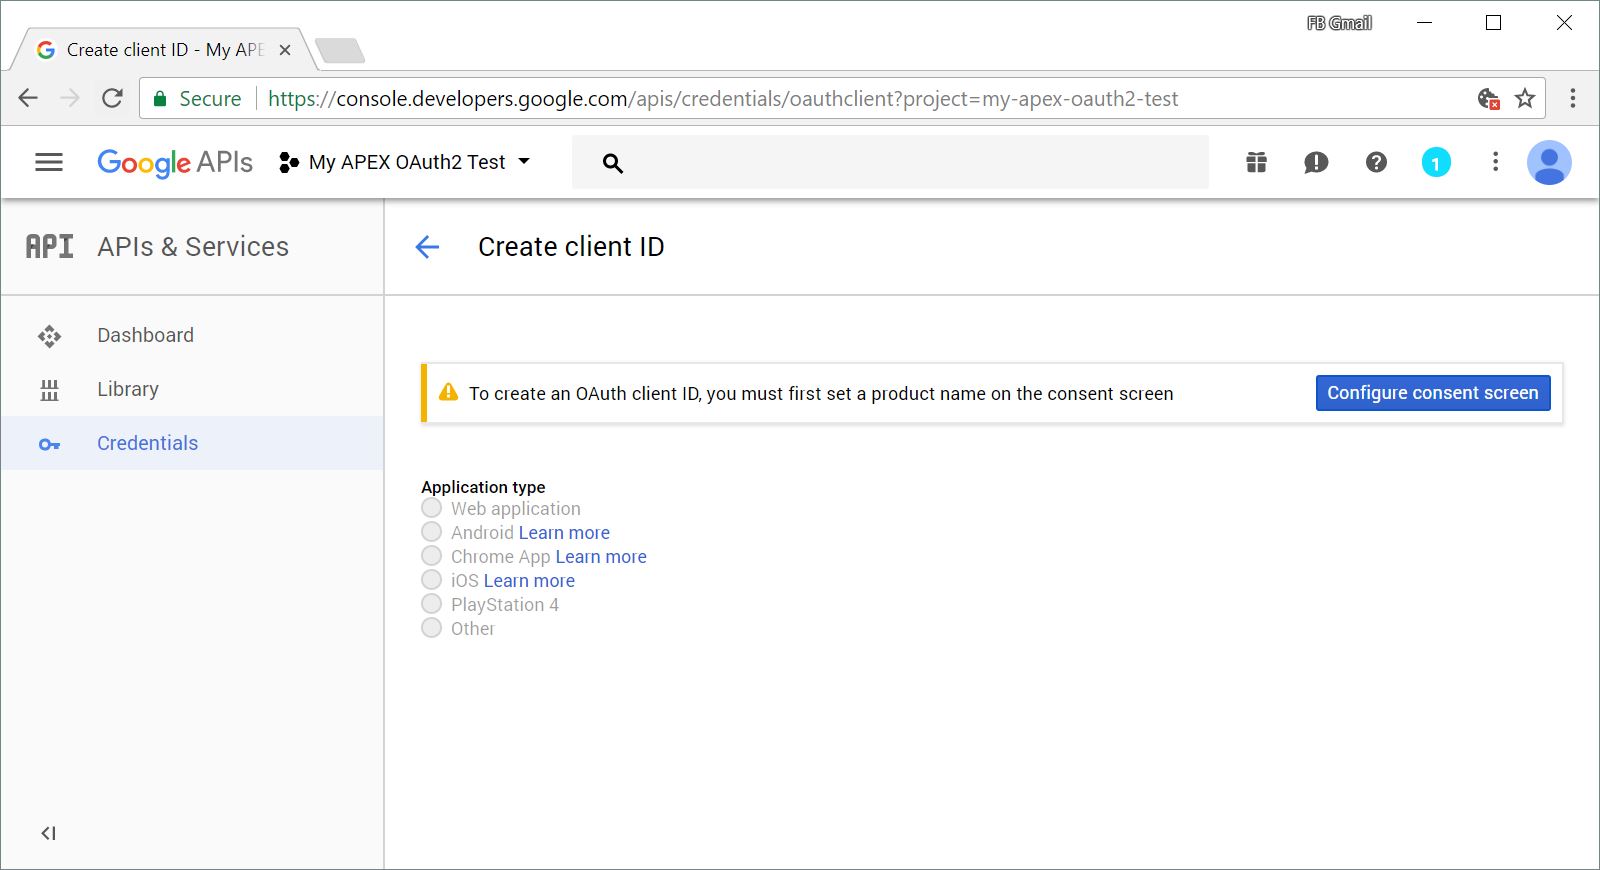 FB Gmail
Create client ID - My APE
Secure https://console.developers.google.com/apis/credentials/oauthclient?project=my-apex-oauth2-test
Google APIs My APEX OAuth2 Test 1
API APIs & Services
Create client ID
Dashboard
Library
Credentials
To create an OAuth client ID, you must first set a product name on the consent screen Configure consent screen
Application type
Web application
Android Learn more
Chrome App Learn more
iOS Learn more
PlayStation 4
Other